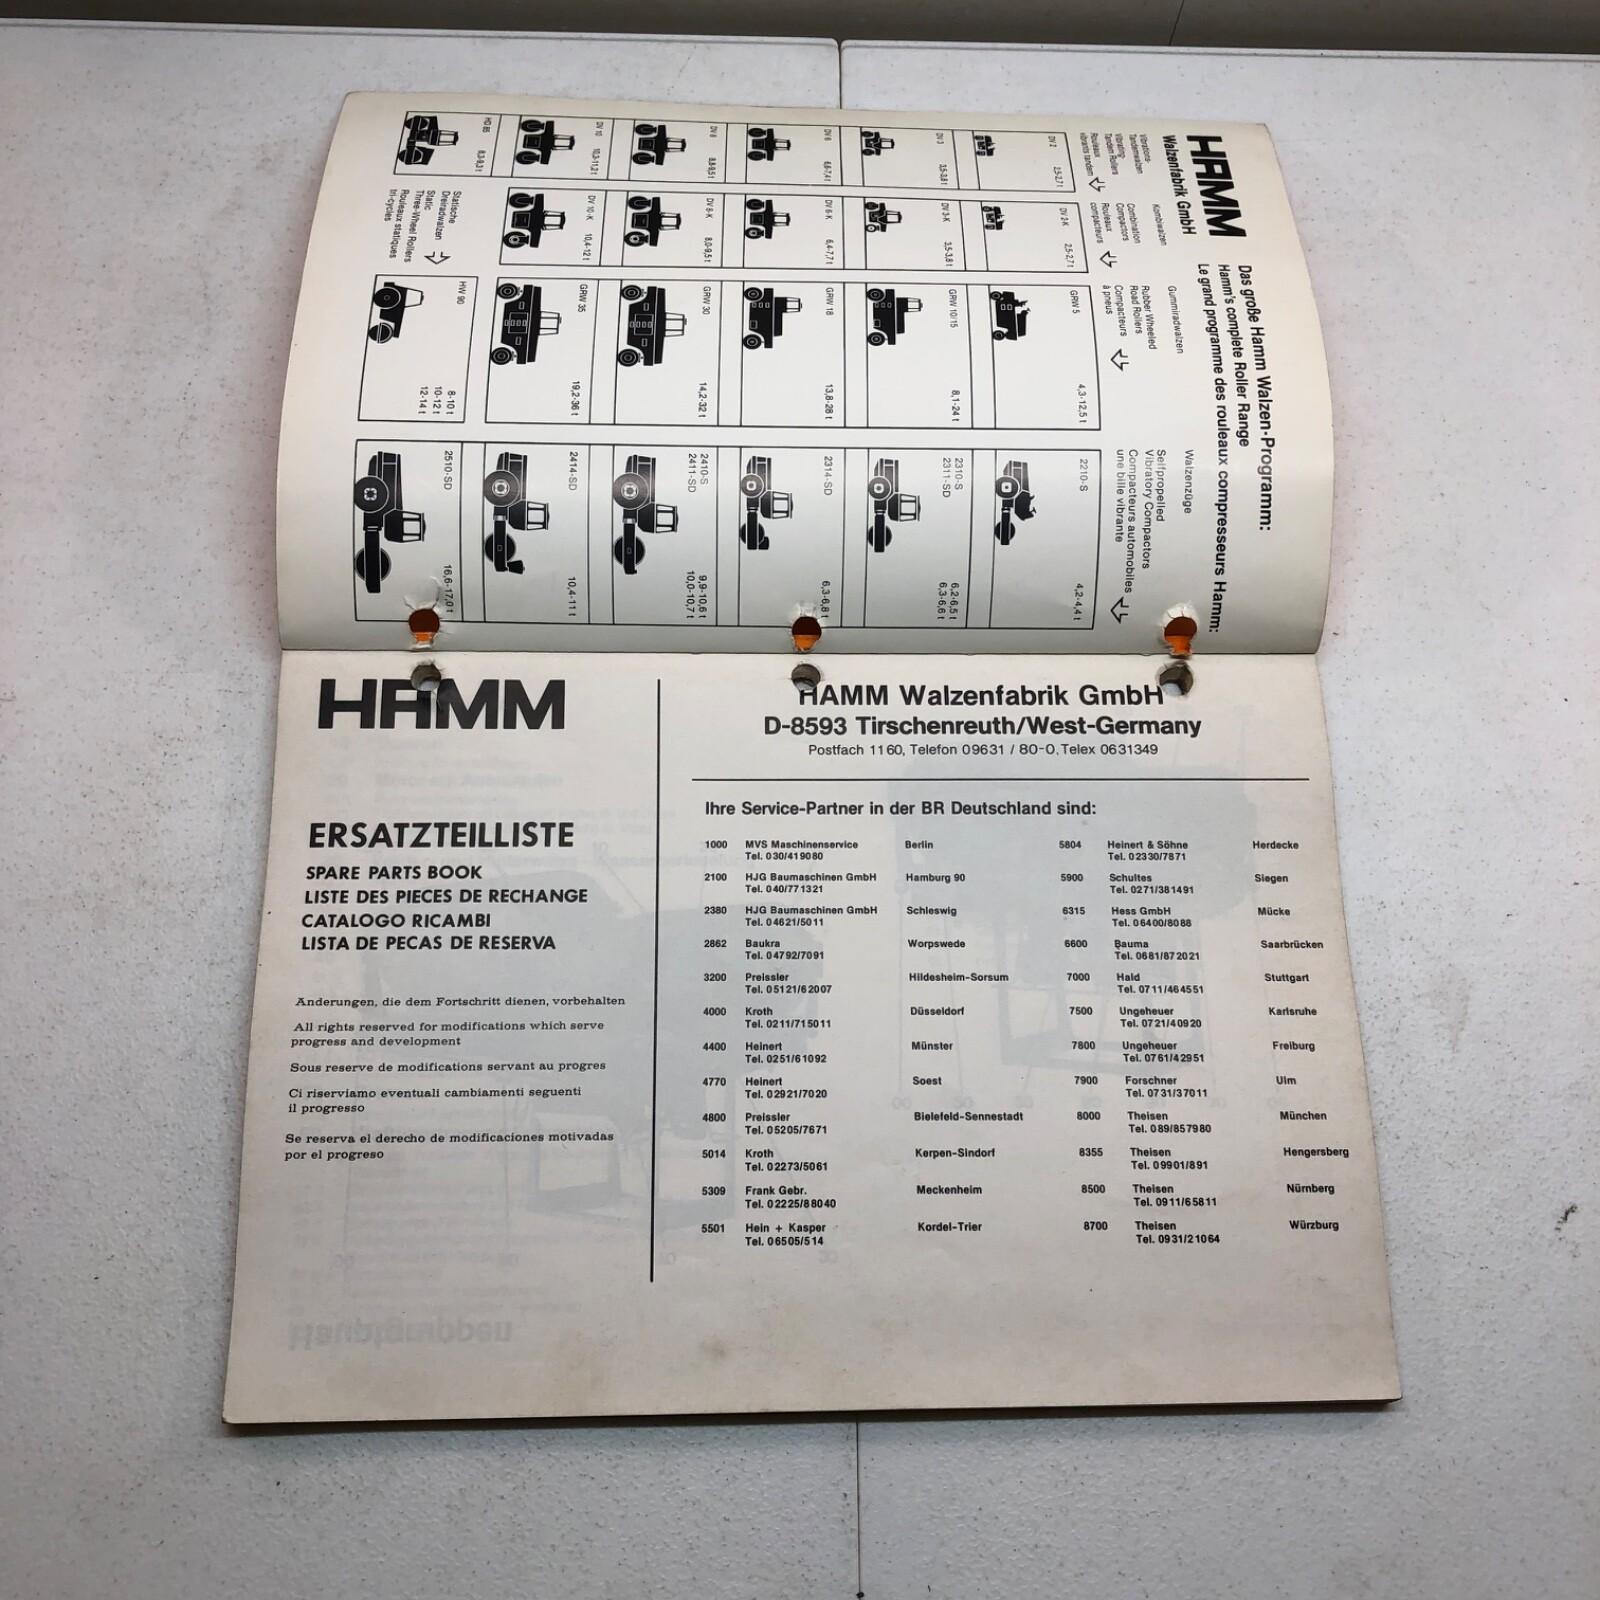 HAMM
Walzenfabrik GmbH
Das große Hamm Walzen-Programm:
Hamm's complete Roller Range
Le grand programme des rouleaux compresseurs Hamm:
Vibrations-
Tandemwalzen
Vibrating
Tandem Rollers
Rouleaux
vibrants tandem
Kombiwalzen
Combination
Compactors
Rouleaux
compacteurs
Gummiradwalzen
Rubber Wheeled
Road Rollers
Compacteurs
à pneus
Walzenzüge
Selfpropelled
Vibratory Compactors
Compacteurs automobiles
une bille vibrante
DV 2 2,5-2,7 t
DV 2-K 2,5-2,7 t
GRW 5 4,3-12,5 t
2210-S 4,2-4,4 t
DV 3 3,5-3,8 t
DV 3-K 3,5-3,8 t
GRW 10/15 8,1-24 t
2310-S 6,2-6,5 t
2311-SD 6,3-6,6 t
DV 6 6,6-7,4 t
DV 6-K 6,4-7,7 t
GRW 18 13,8-28 t
2314-SD 6,3-6,8 t
DV 8 8,8-9,5 t
DV 8-K 8,0-9,5 t
GRW 30 14,2-32 t
2410-S 9,9-10,6 t
2411-SD 10,0-10,7 t
DV 10 10,3-11,2 t
DV 10-K 10,4-12 t
GRW 35 19,2-36 t
2414-SD 10,4-11 t
HD 85 8,3-9,3 t
Statische
Dreiradwalzen
Static
Three-Wheel Rollers
Rouleaux statiques
tri-cycles
HW 90
8-10 t
10-12 t
12-14 t
2510-SD 16,6-17,0 t
HAMM
ERSATZTEILLISTE
SPARE PARTS BOOK
LISTE DES PIECES DE RECHANGE
CATALOGO RICAMBI
LISTA DE PECAS DE RESERVA
Änderungen, die dem Fortschritt dienen, vorbehalten
All rights reserved for modifications which serve
progress and development
Sous reserve de modifications servant au progres
Ci riserviamo eventuali cambiamenti seguenti
il progresso
Se reserva el derecho de modificaciones motivadas
por el progreso
HAMM Walzenfabrik GmbH
D-8593 Tirschenreuth/West-Germany
Postfach 1160, Telefon 09631 / 80-0, Telex 0631349
Ihre Service-Partner in der BR Deutschland sind:
1000 MVS Maschinenservice Berlin
Tel. 030/419080
2100 HJG Baumaschinen GmbH Hamburg 90
Tel. 040/771321
2380 HJG Baumaschinen GmbH Schleswig
Tel. 04621/5011
2862 Baukra Worpswede
Tel. 04792/7091
3200 Preissler Hildesheim-Sorsum
Tel. 05121/62007
4000 Kroth Düsseldorf
Tel. 0211/715011
4400 Heinert Münster
Tel. 0251/61092
4770 Heinert Soest
Tel. 02921/7020
4800 Preissler Bielefeld-Sennestadt
Tel. 05205/7671
5014 Kroth Kerpen-Sindorf
Tel. 02273/5061
5309 Frank Gebr. Meckenheim
Tel. 02225/88040
5501 Hein + Kasper Kordel-Trier
Tel. 06505/514
5804 Heinert & Söhne Herdecke
Tel. 02330/7871
5900 Schultes Siegen
Tel. 0271/381491
6315 Hess GmbH Mücke
Tel. 06400/8088
6600 Bauma Saarbrücken
Tel. 0681/872021
7000 Hald Stuttgart
Tel. 0711/464551
7500 Ungeheuer Karlsruhe
Tel. 0721/40920
7800 Ungeheuer Freiburg
Tel. 0761/42951
7900 Forschner Ulm
Tel. 0731/37011
8000 Theisen München
Tel. 089/857980
8355 Theisen Hengersberg
Tel. 09901/891
8500 Theisen Nürnberg
Tel. 0911/65811
8700 Theisen Würzburg
Tel. 0931/21064